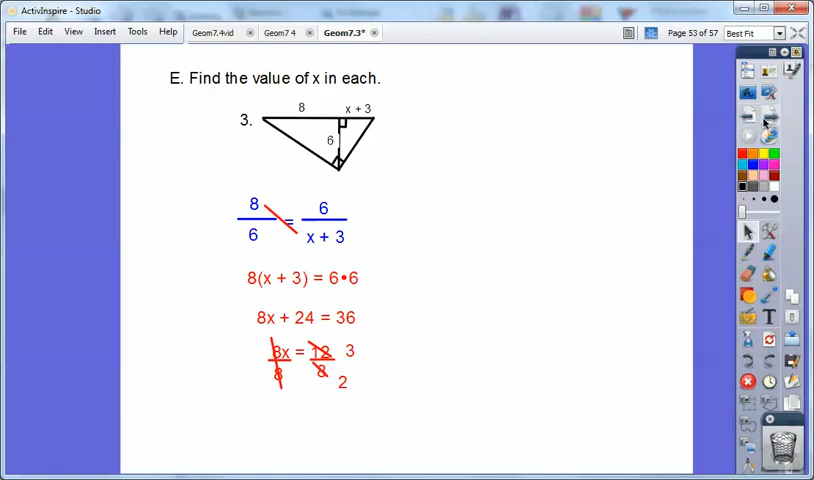 ActivInspire - Studio
File Edit View Insert Tools Help Geom7.4vid Geom7 4 Geom7.3* Page 53 of 57 Best Fit
E. Find the value of x in each.
8 x + 3
3.
6
8 6
=
6 x + 3
8(x + 3) = 6•6
8x + 24 = 36
8x = 12 3
8 8 2